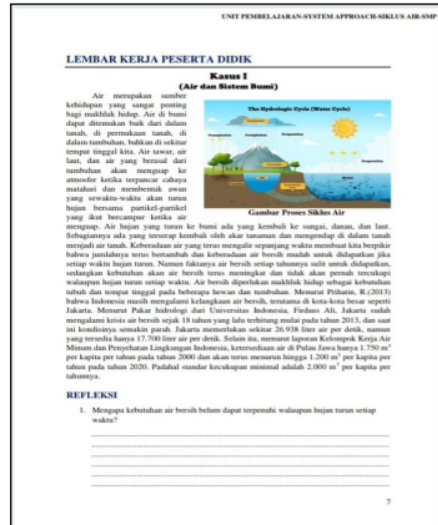 UNIT PEMBELAJARAN-SYSTEM APPROACH-SIKLUS AIR-SMP
LEMBAR KERJA PESERTA DIDIK
Kasus I
(Air dan Sistem Bumi)
Air merupakan sumber
kehidupan yang sangat penting
bagi makhluk hidup. Air di bumi
dapat ditemukan baik dari dalam
tanah, di permukaan tanah, di
dalam tumbuhan, bahkan di sekitar
tempat tinggal kita. Air tawar, air
laut, dan air yang berasal dari
tumbuhan akan menguap ke
atmosfer ketika terpancar cahaya
matahari dan membentuk awan
yang sewaktu-waktu akan turun
hujan bersama partikel-partikel
yang ikut bercampur ketika air
The Hydrologic Cycle (Water Cycle)
Gambar Proses Siklus Air
menguap. Air hujan yang turun ke bumi ada yang kembali ke sungai, danau, dan laut.
Sebagiannya ada yang terserap kembali oleh akar tanaman dan mengendap di dalam tanah
menjadi air tanah. Keberadaan air yang terus mengalir sepanjang waktu membuat kita berpikir
bahwa jumlahnya terus bertambah dan keberadaan air bersih mudah untuk didapatkan jika
setiap waktu hujan turun. Namun faktanya air bersih setiap tahunnya sulit untuk didapatkan,
sedangkan kebutuhan akan air bersih terus meningkat dan tidak akan pernah tercukupi
walaupun hujan turun setiap waktu. Air bersih diperlukan makhluk hidup sebagai kebutuhan
tubuh dan tempat tinggal pada beberapa hewan dan tumbuhan. Menurut Prihatin, R.(2013)
bahwa Indonesia masih mengalami kelangkaan air bersih, terutama di kota-kota besar seperti
Jakarta. Menurut Pakar hidrologi dari Universitas Indonesia, Firdaus Ali, Jakarta sudah
mengalami krisis air bersih sejak 18 tahun yang lalu terhitung mulai pada tahun 2013, dan saat
ini kondisinya semakin parah. Jakarta memerlukan sekitar 26.938 liter air per detik, namun
yang tersedia hanya 17.700 liter air per detik. Selain itu, menurut laporan Kelompok Kerja Air
Minum dan Penyehatan Lingkungan Indonesia, ketersediaan air di Pulau Jawa hanya 1.750 m³
per kapita per tahun pada tahun 2000 dan akan terus menurun hingga 1.200 m³ per kapita per
tahun pada tahun 2020. Padahal standar kecukupan minimal adalah 2.000 m³ per kapita per
tahunnya.
REFLEKSI
1. Mengapa kebutuhan air bersih belum dapat terpenuhi walaupun hujan turun setiap
waktu?
7